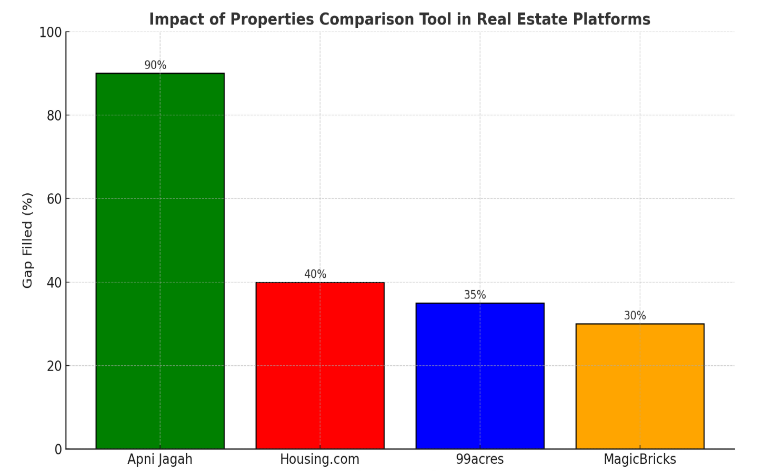 Impact of Properties Comparison Tool in Real Estate Platforms
100
80
60
40
20
0
Gap Filled (%)
90%
40%
35%
30%
Apni Jagah
Housing.com
99acres
MagicBricks